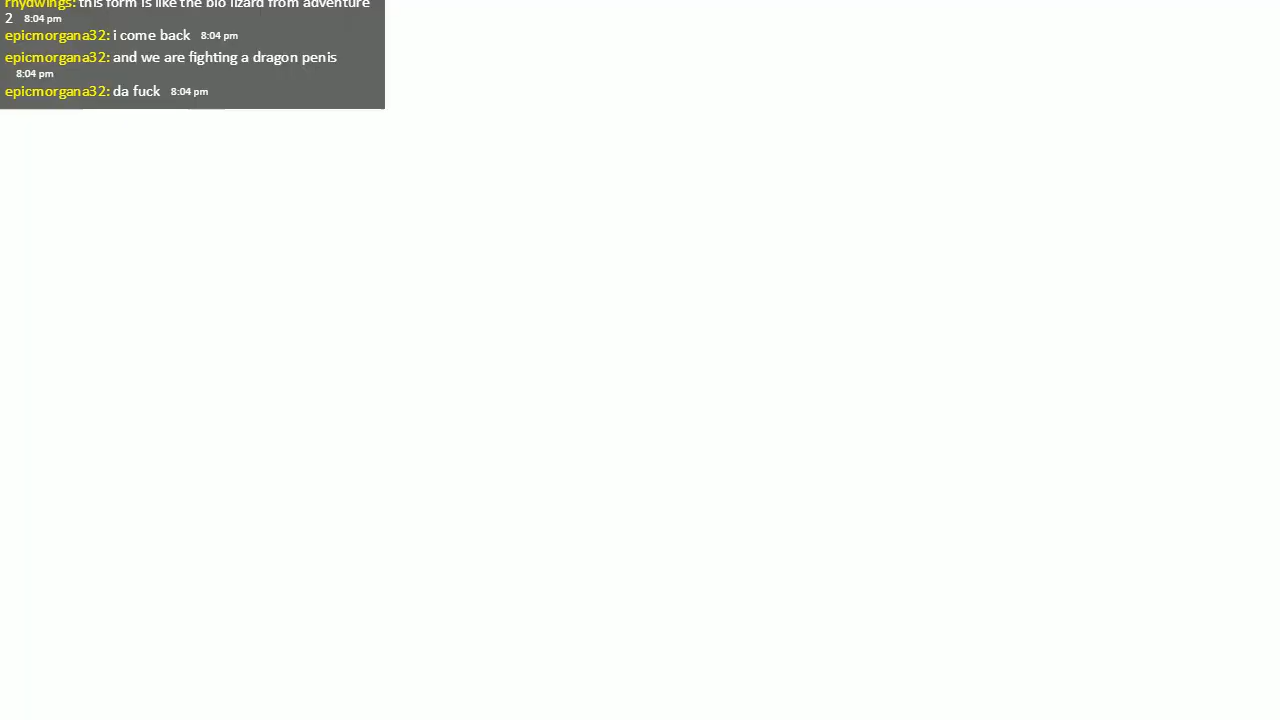 rhydwings: this form is like the bio lizard from adventure
2 8:04 pm
epicmorgana32: i come back 8:04 pm
epicmorgana32: and we are fighting a dragon penis
8:04 pm
epicmorgana32: da fuck 8:04 pm